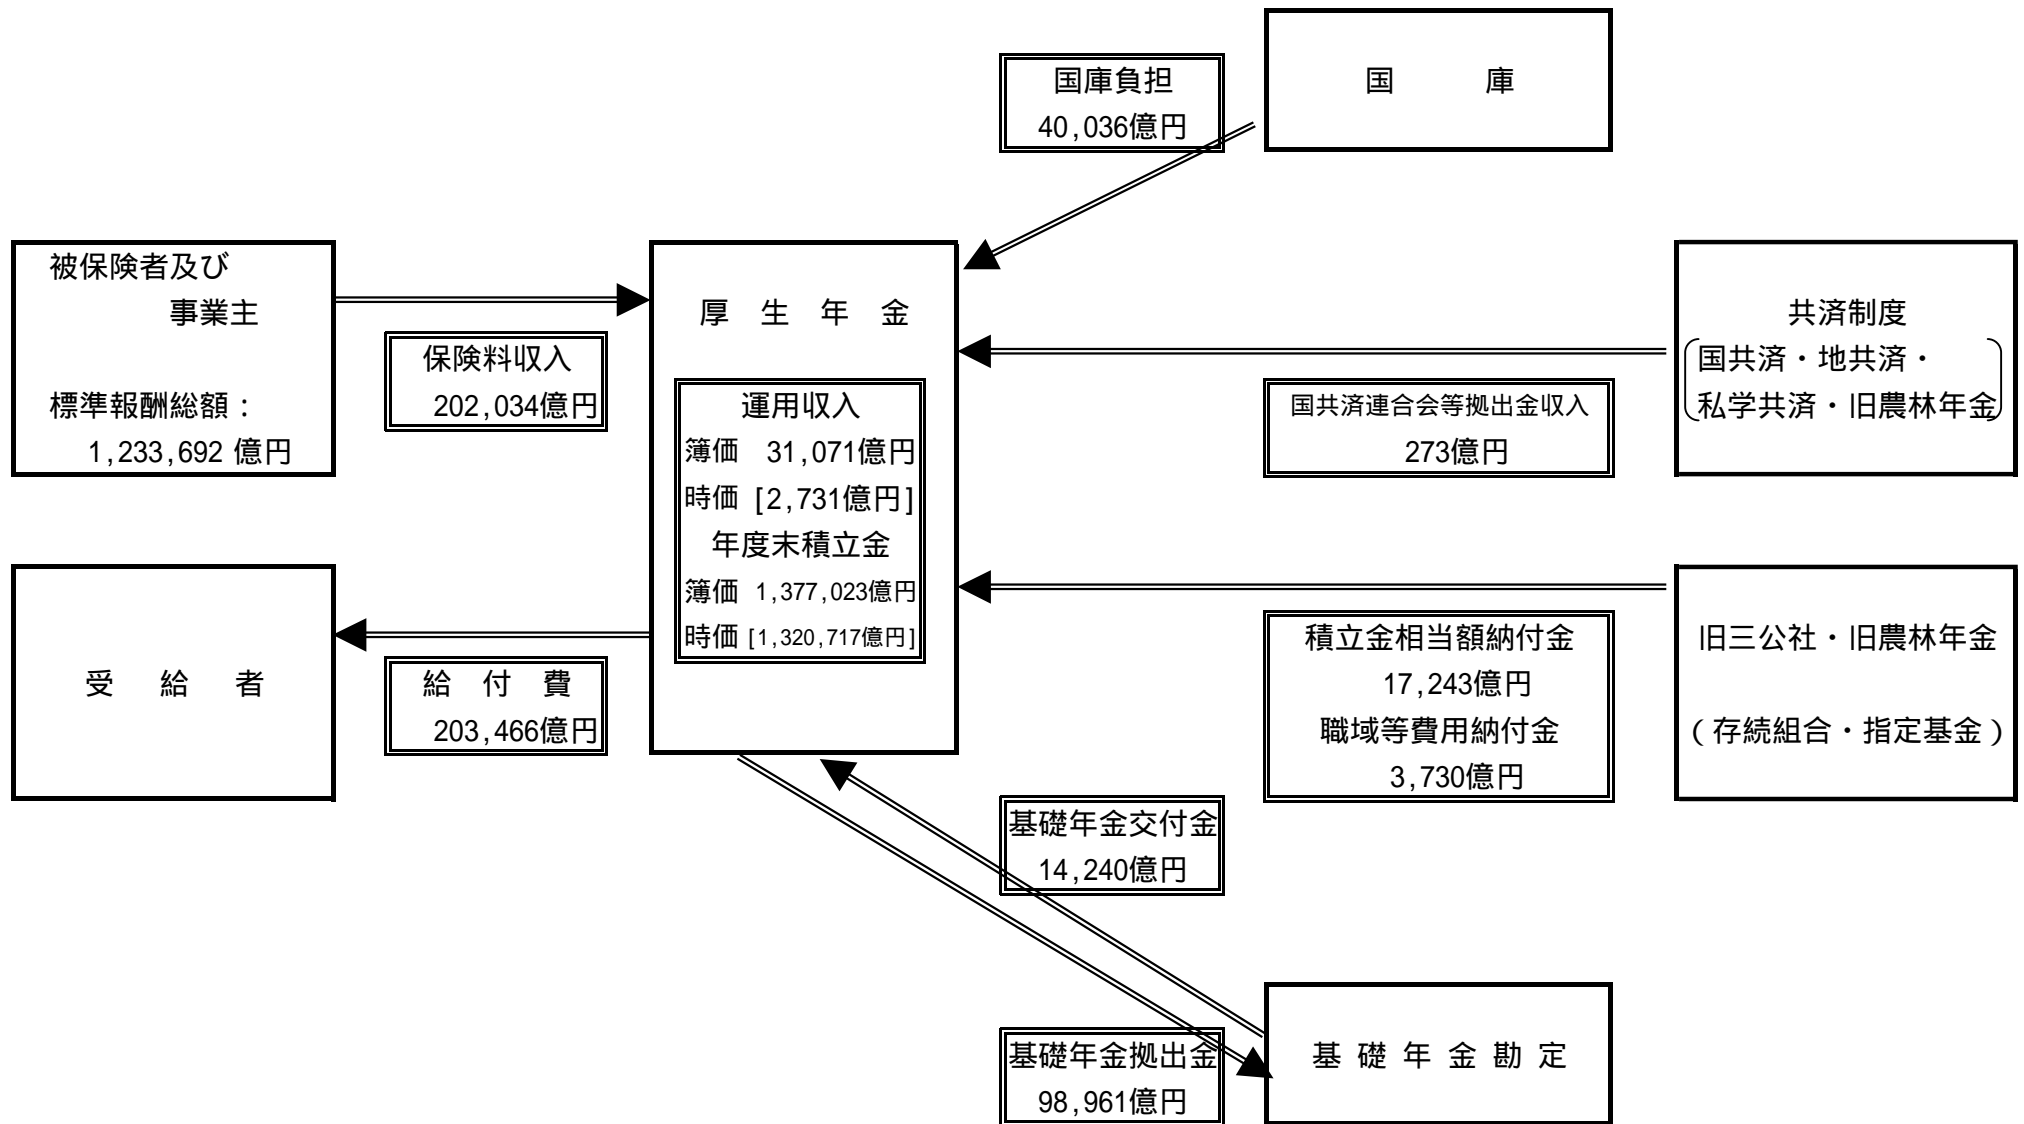 国庫負担
40,036億円
国　　庫
被保険者及び
事業主
標準報酬総額：
1,233,692 億円
保険料収入
202,034億円
厚　生　年　金
運用収入
簿価　31,071億円
時価 [2,731億円]
年度末積立金
簿価 1,377,023億円
時価 [1,320,717億円]
共済制度
国共済・地共済・
私学共済・旧農林年金
国共済連合会等拠出金収入
273億円
受　給　者
給　付　費
203,466億円
積立金相当額納付金
17,243億円
職域等費用納付金
3,730億円
旧三公社・旧農林年金
（存続組合・指定基金）
基礎年金交付金
14,240億円
基礎年金拠出金
98,961億円
基 礎 年 金 勘 定